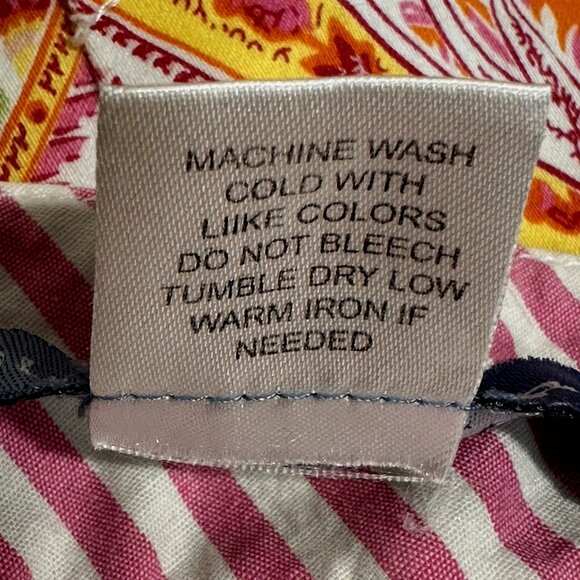 MACHINE WASH
COLD WITH
LIIKE COLORS
DO NOT BLEECH
TUMBLE DRY LOW
WARM IRON IF
NEEDED